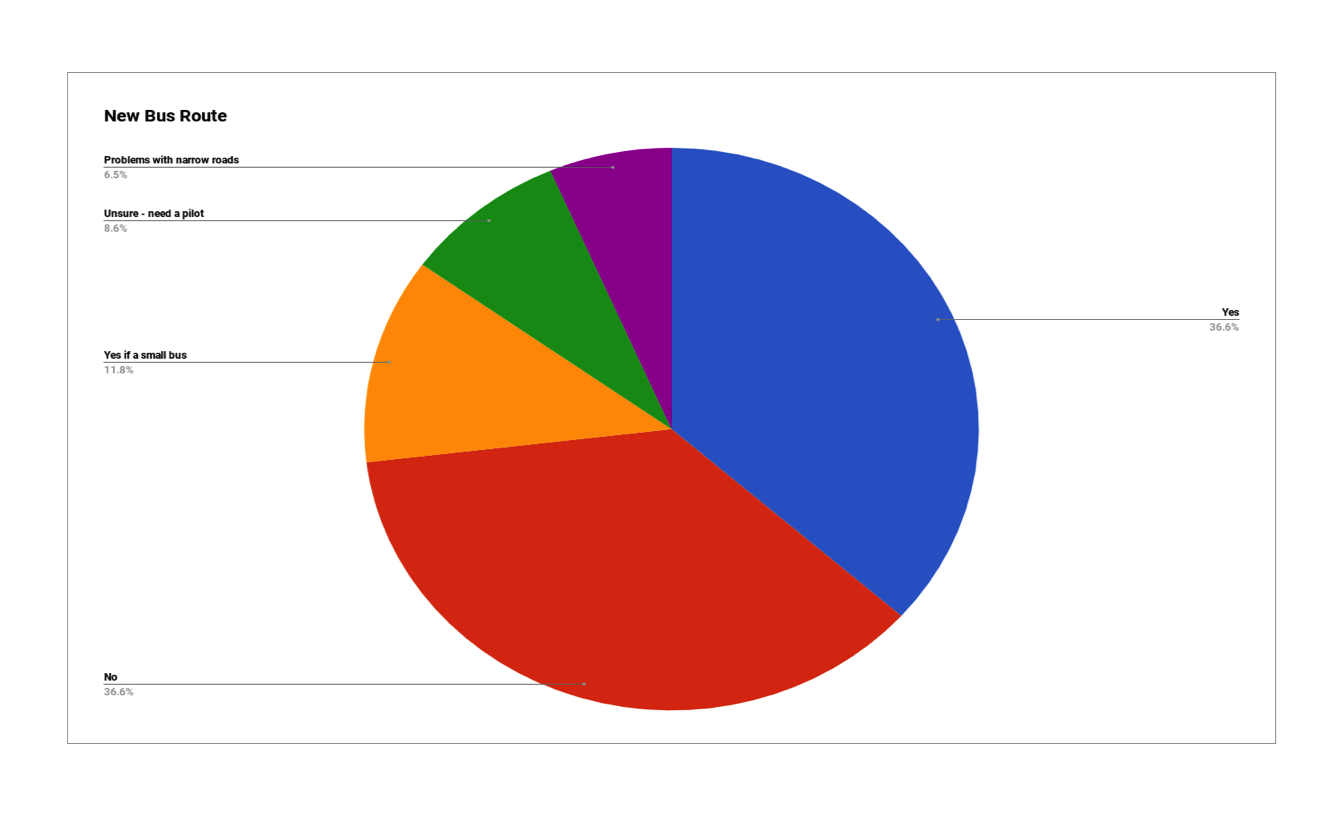 New Bus Route
Problems with narrow roads
6.5%
Unsure - need a pilot
8.6%
Yes
36.6%
Yes if a small bus
11.8%
No
36.6%